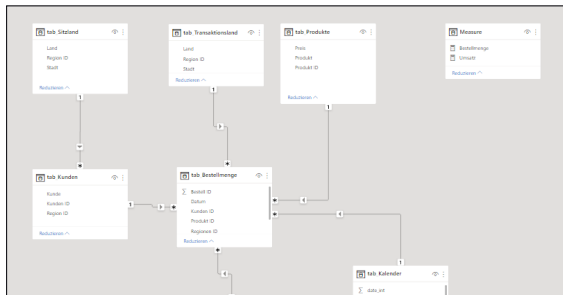 tab Sitzland
Land
Region ID
Stadt
Reduzieren
1
*
tab Transaktionsland
Land
Region ID
Stadt
Reduzieren
1
*
tab Produkte
Preis
Produkt
Produkt ID
Reduzieren
1
*
Measure
Bestellmenge
Umsatz
Reduzieren
tab Kunden
Kunde
Kunden ID
Region ID
Reduzieren
1
*
tab Bestellmenge
Σ Bestell ID
Datum
Kunden ID
Produkt ID
Regionen ID
Reduzieren
*
*
1
tab Kalender
Σ date_int